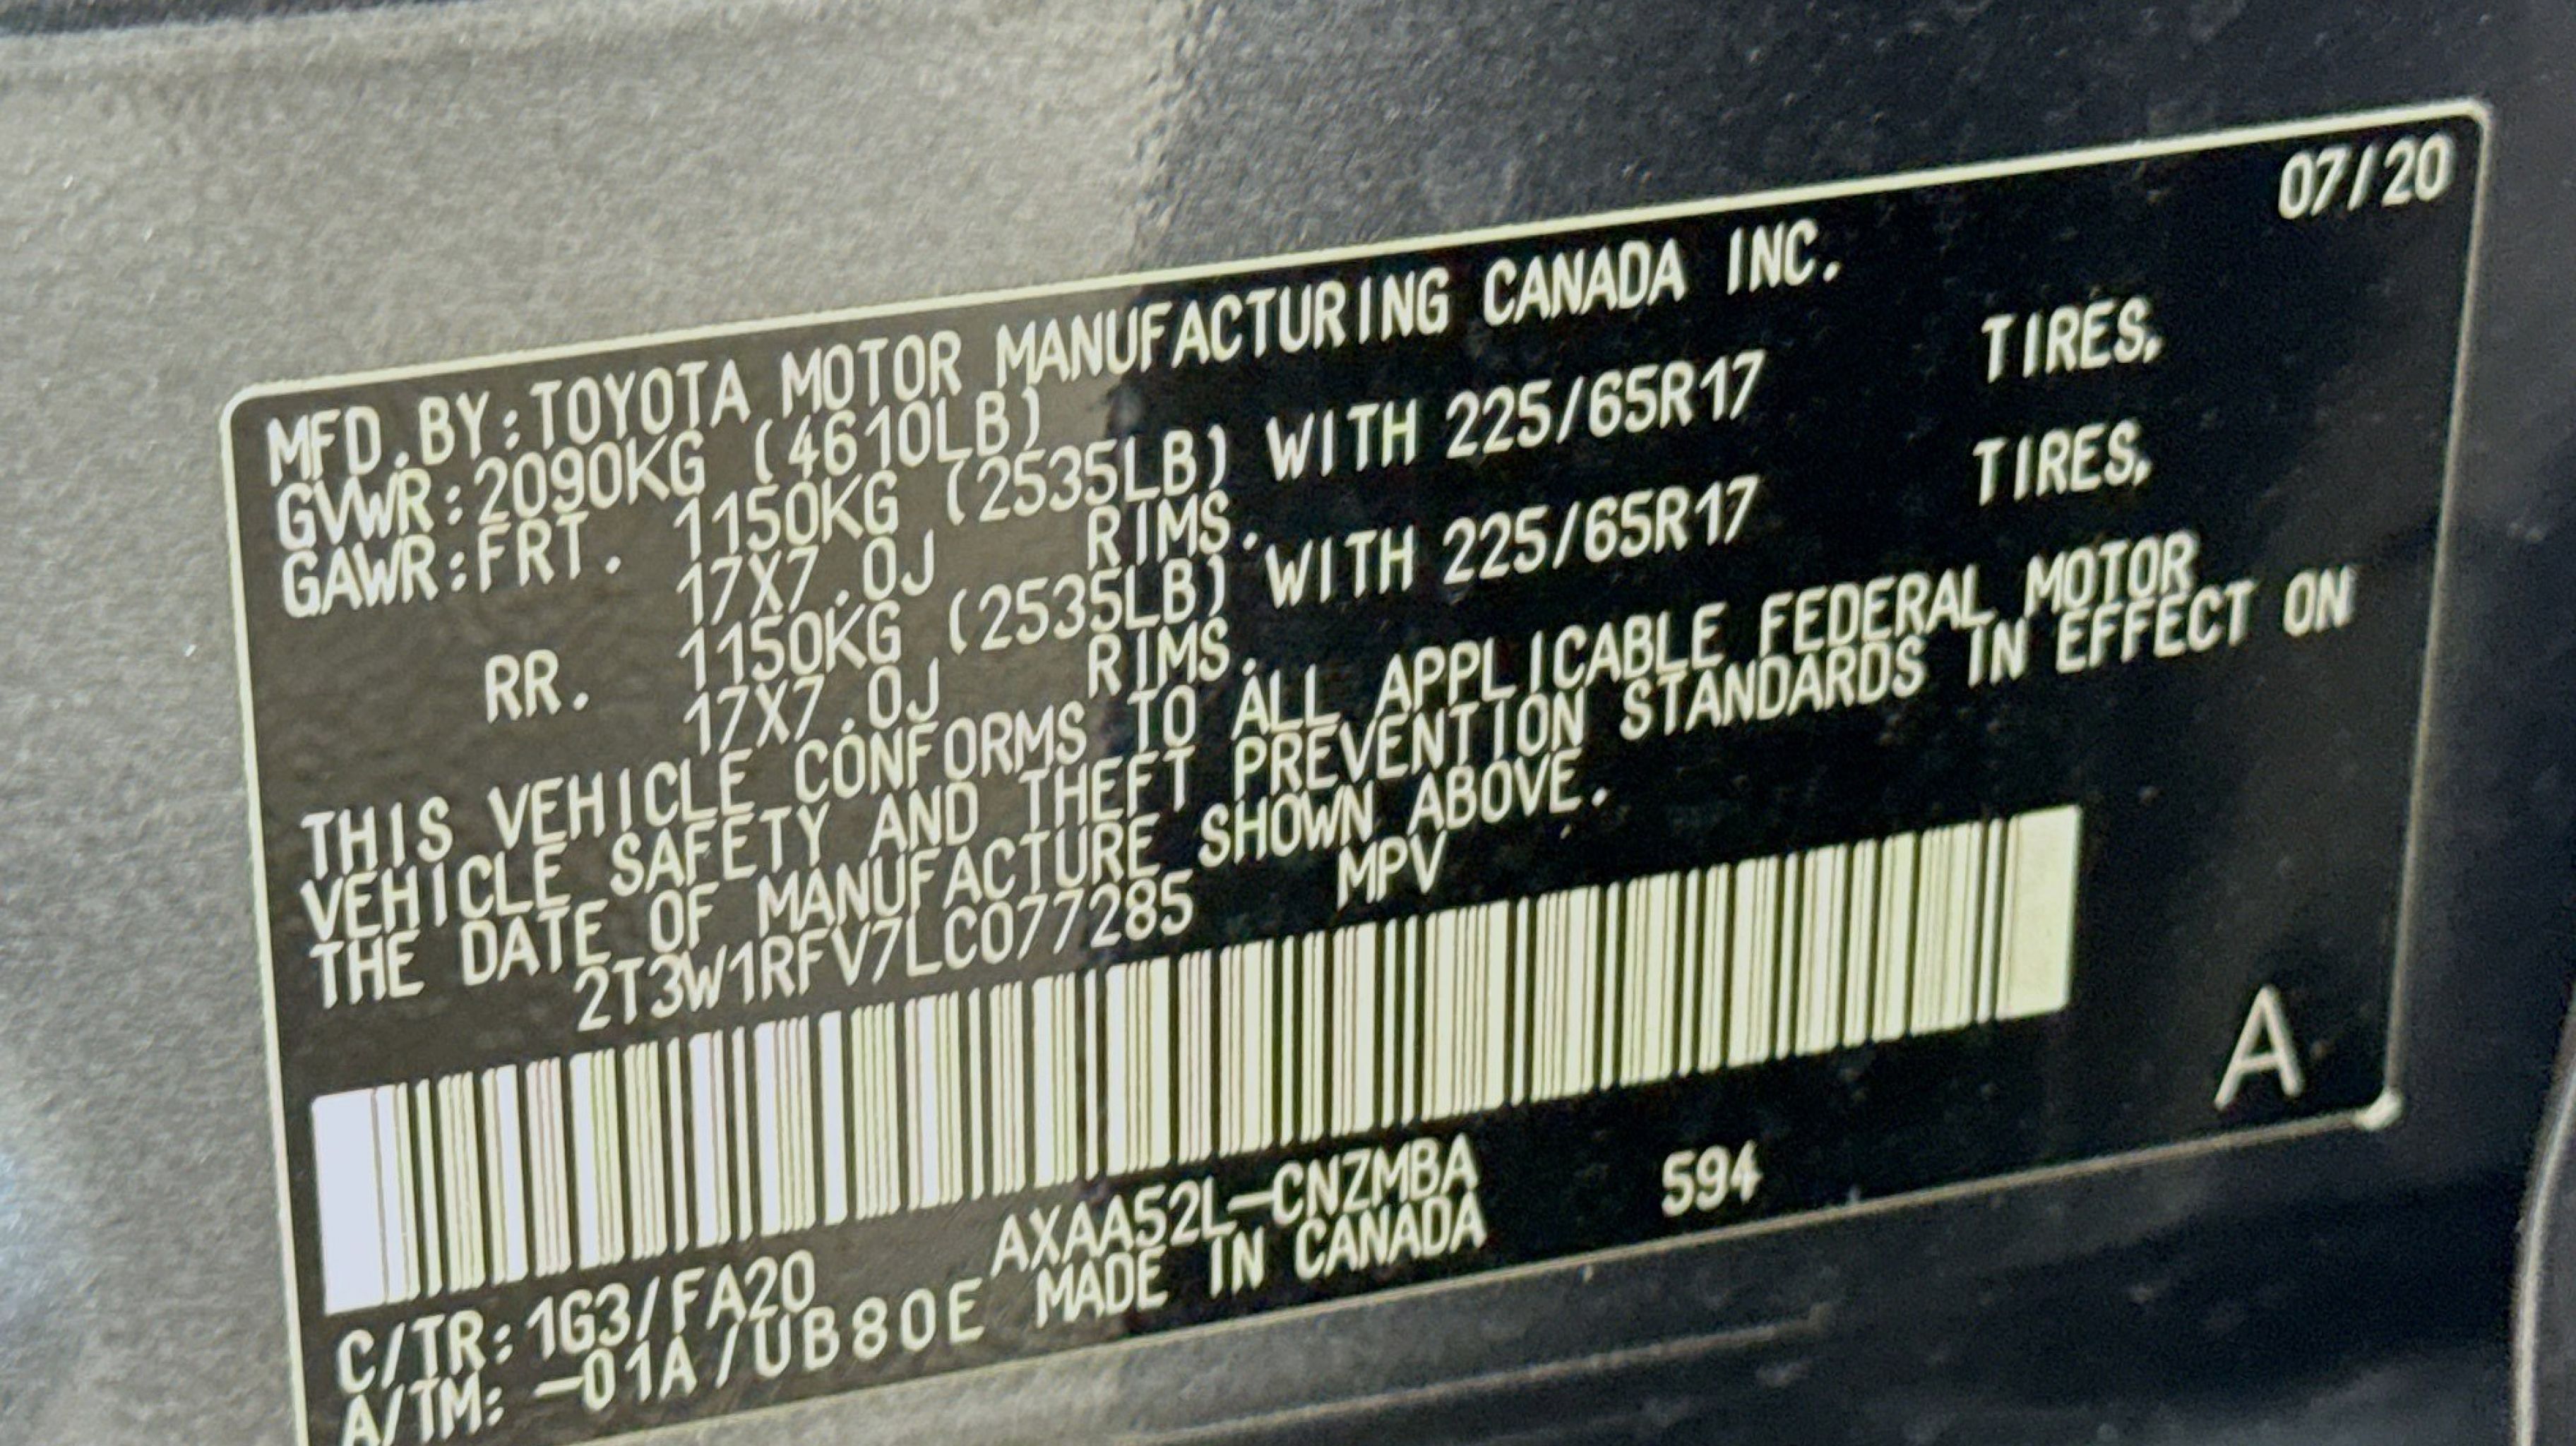 07/20
MFD.BY:TOYOTA MOTOR MANUFACTURING CANADA INC.
GVWR:2090KG (4610LB)
GAWR:FRT. 1150KG (2535LB) WITH 225/65R17 TIRES,
17X7.0J RIMS.
RR. 1150KG (2535LB) WITH 225/65R17 TIRES,
17X7.0J RIMS.
THIS VEHICLE CONFORMS TO ALL APPLICABLE FEDERAL MOTOR
VEHICLE SAFETY AND THEFT PREVENTION STANDARDS IN EFFECT ON
THE DATE OF MANUFACTURE SHOWN ABOVE.
2T3W1RFV7LC077285 MPV
A
C/TR:1G3/FA20 AXAA52L-CNZMBA 594
A/TM: -01A/UB80E MADE IN CANADA